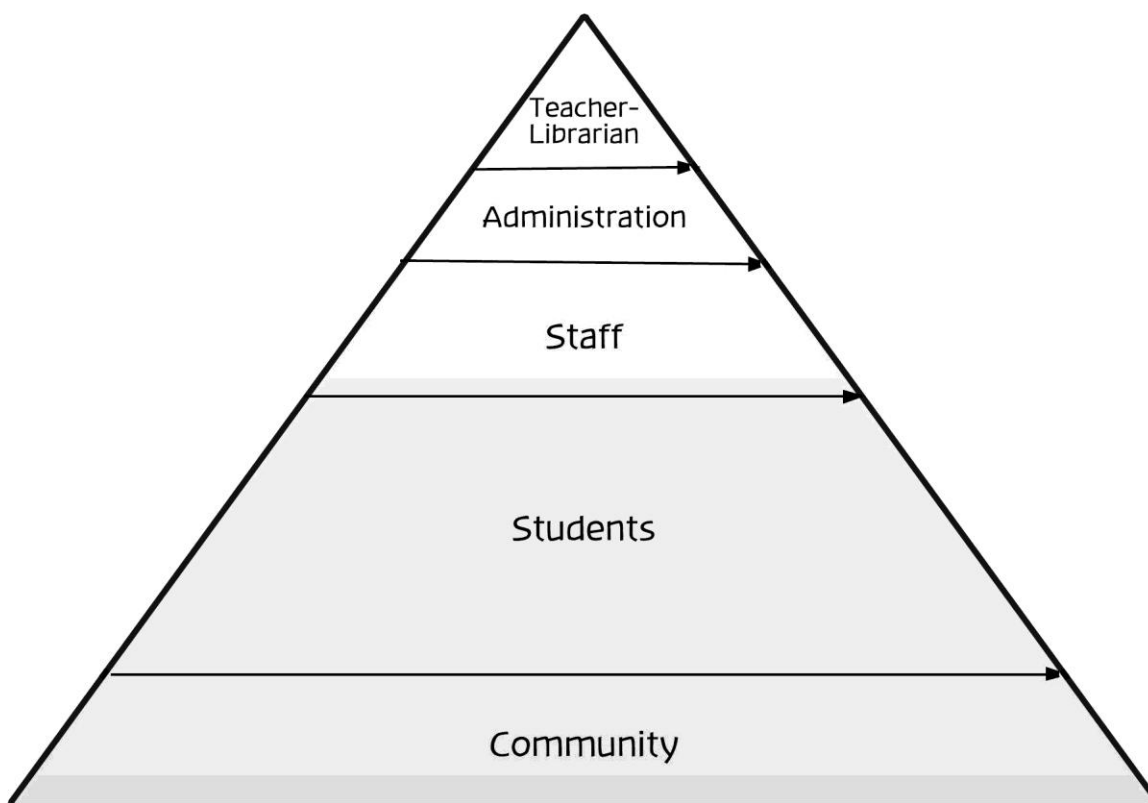 Teacher-
Librarian
Administration
Staff
Students
Community